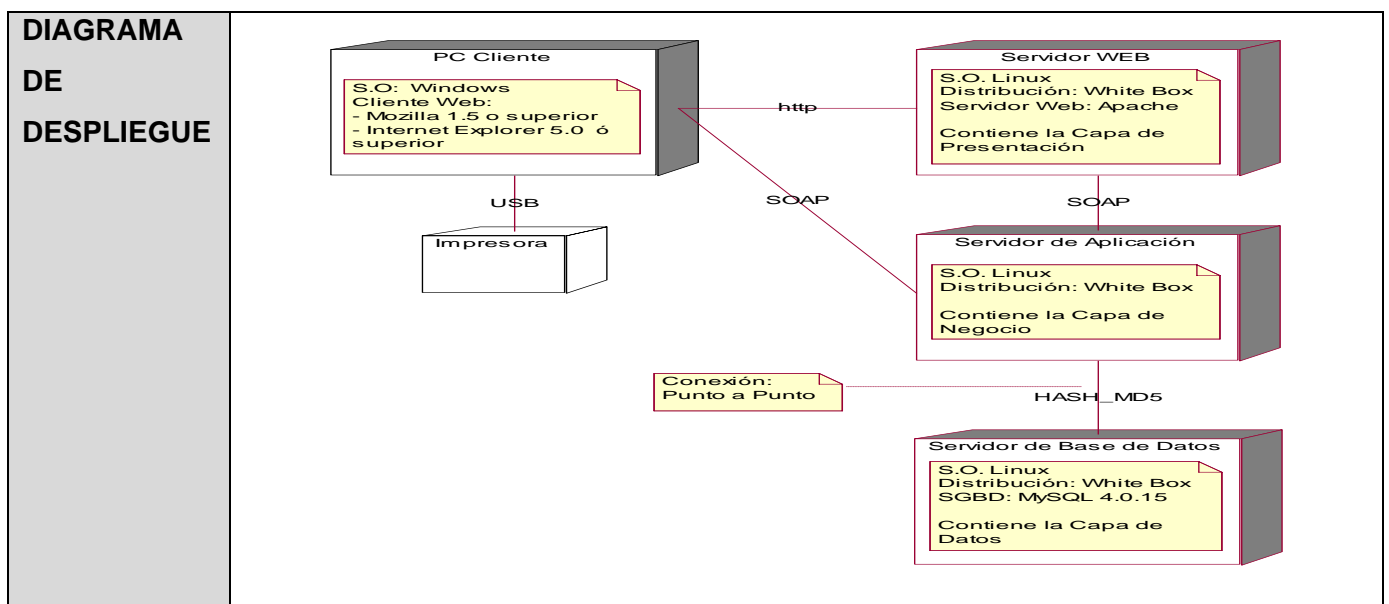 DIAGRAMA
DE
DESPLIEGUE
PC Cliente
S.O: Windows
Cliente Web:
- Mozilla 1.5 o superior
- Internet Explorer 5.0 ó
superior
http
Servidor WEB
S.O. Linux
Distribución: White Box
Servidor Web: Apache
Contiene la Capa de
Presentación
USB
SOAP
SOAP
Impresora
Servidor de Aplicación
S.O. Linux
Distribución: White Box
Contiene la Capa de
Negocio
Conexión:
Punto a Punto
HASH_MD5
Servidor de Base de Datos
S.O. Linux
Distribución: White Box
SGBD: MySQL 4.0.15
Contiene la Capa de
Datos